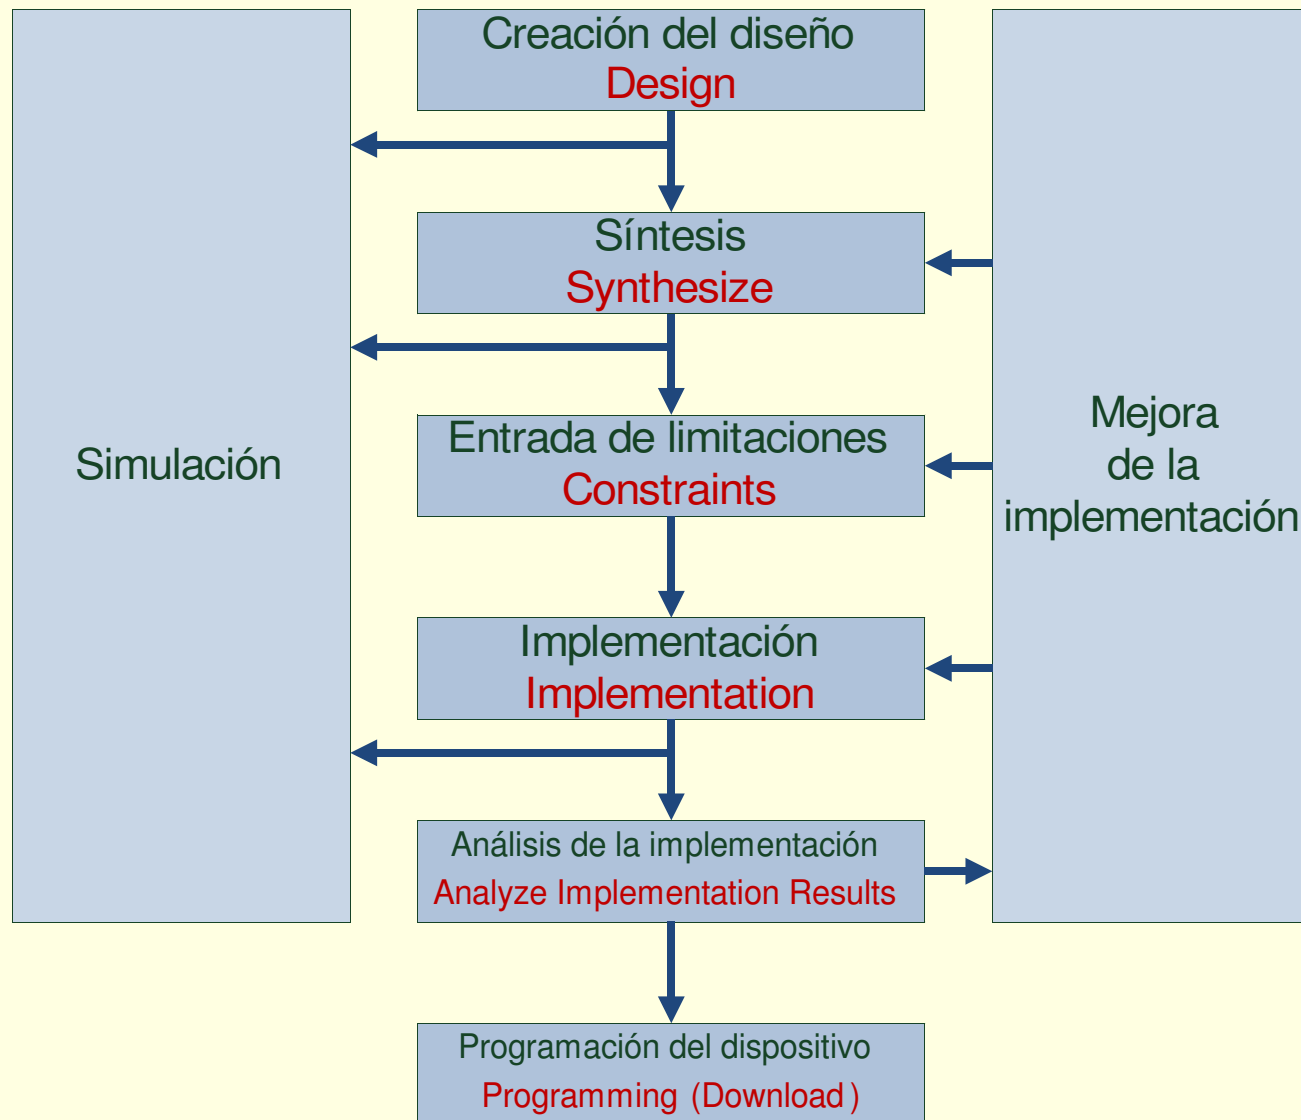 Creación del diseño
Design
Síntesis
Synthesize
Entrada de limitaciones
Constraints
Simulación
Mejora
de la
implementación
Implementación
Implementation
Análisis de la implementación
Analyze Implementation Results
Programación del dispositivo
Programming (Download)